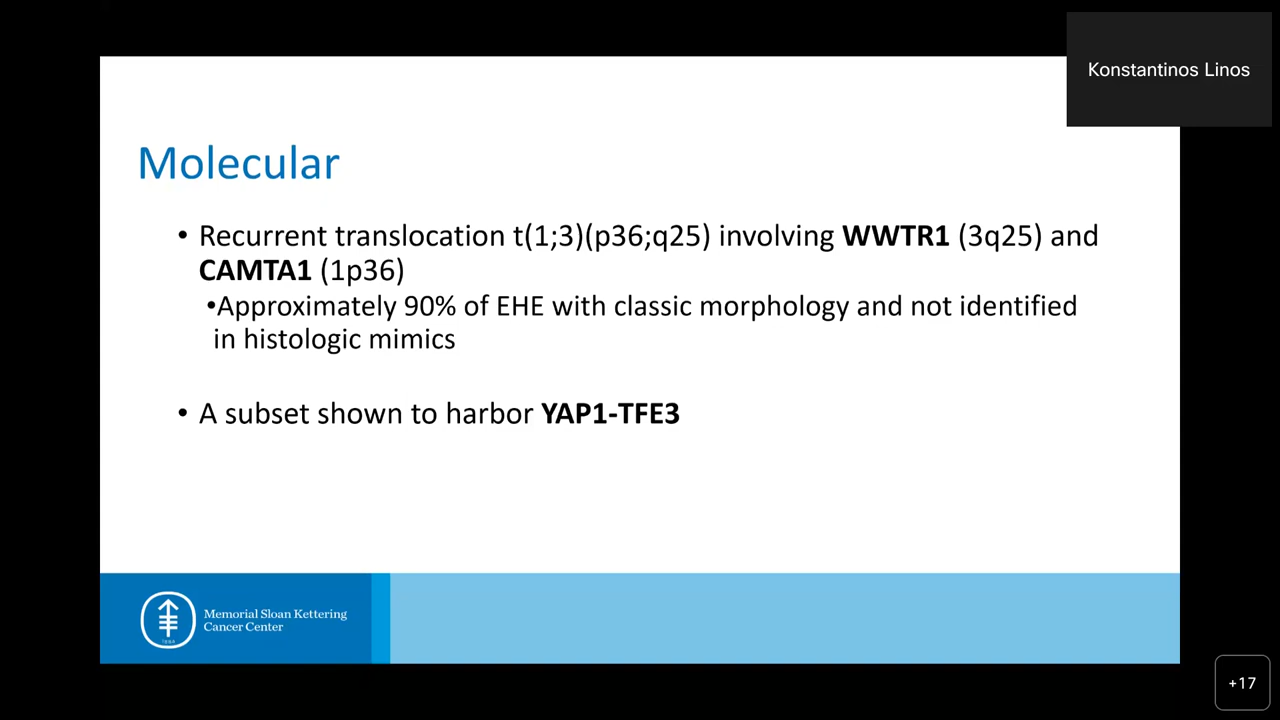 Konstantinos Linos
Molecular
• Recurrent translocation t(1;3)(p36;q25) involving WWTR1 (3q25) and
CAMTA1 (1p36)
•Approximately 90% of EHE with classic morphology and not identified
in histologic mimics
• A subset shown to harbor YAP1-TFE3
Memorial Sloan Kettering
Cancer Center
+17